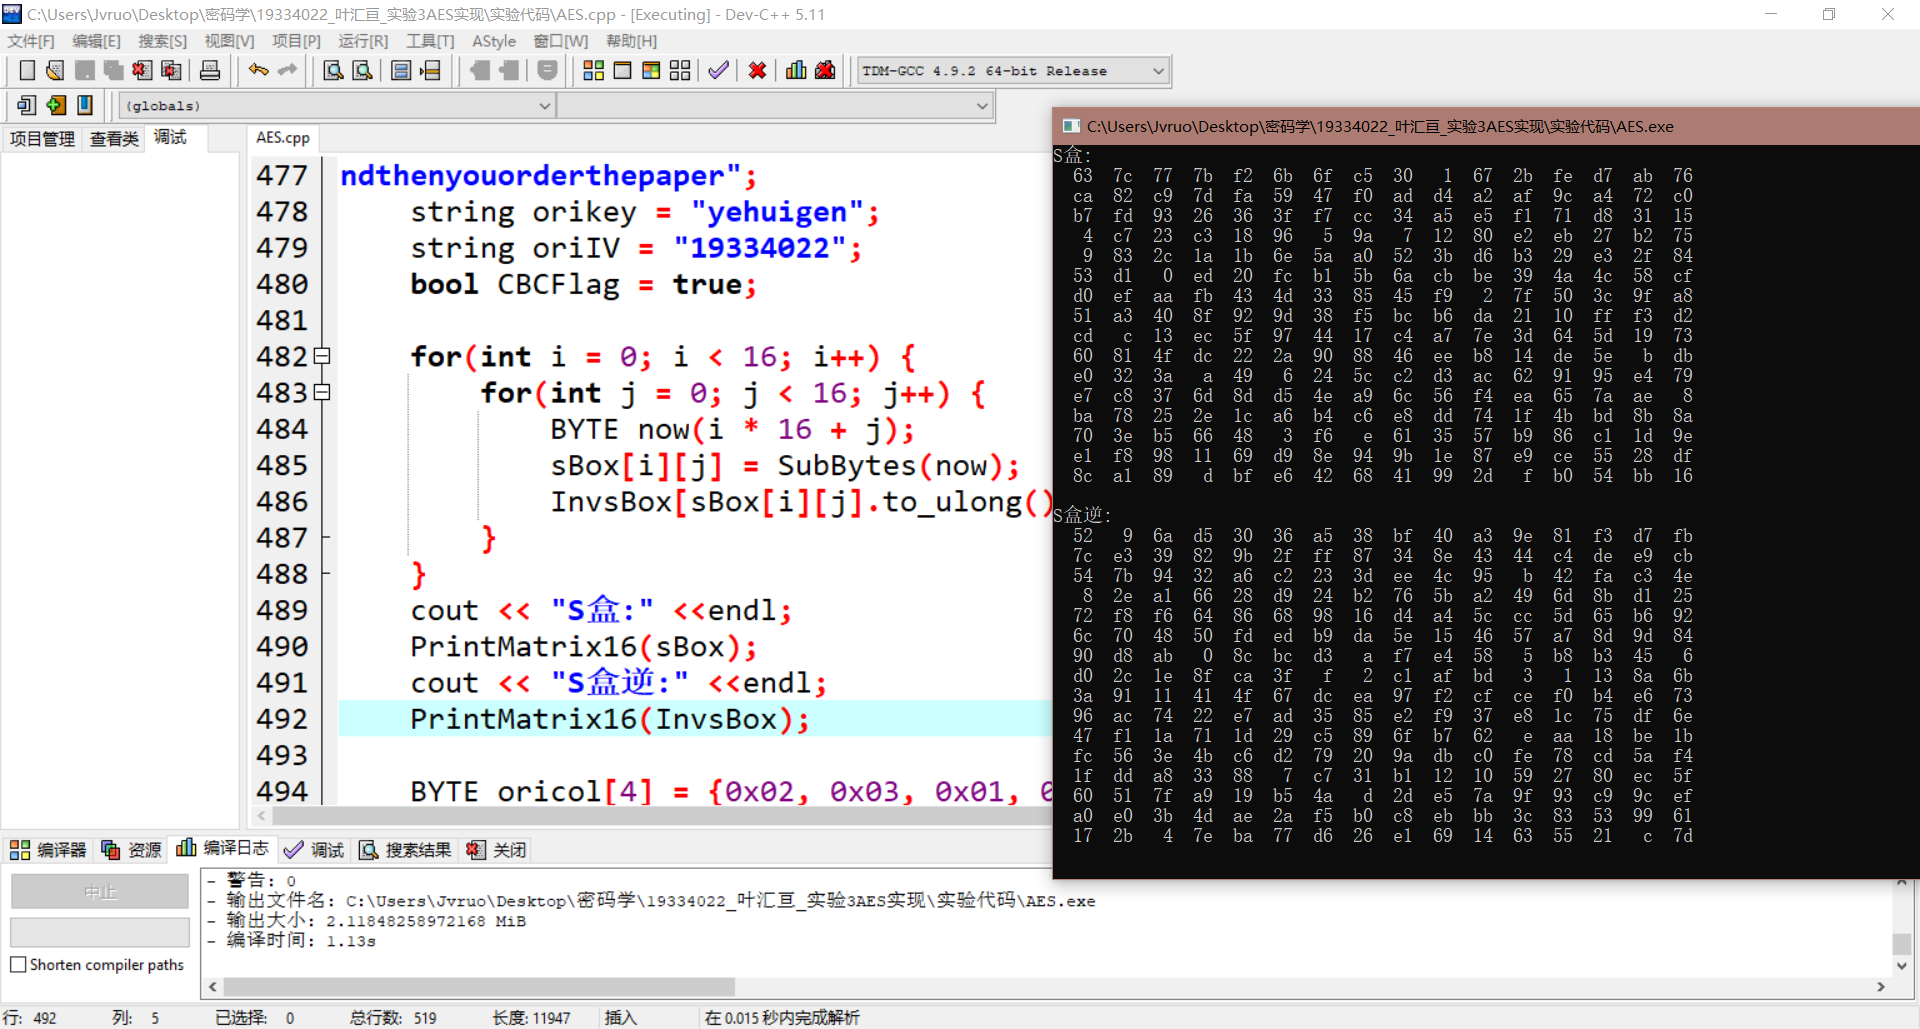 C:\Users\Jvruo\Desktop\密码学\19334022_叶汇亘_实验3AES实现\实验代码\AES.cpp - [Executing] - Dev-C++ 5.11
文件[F] 编辑[E] 搜索[S] 视图[V] 项目[P] 运行[R] 工具[T] AStyle 窗口[W] 帮助[H]
TDM-GCC 4.9.2 64-bit Release
(globals)
项目管理 查看类 调试
AES.cpp
477 ndthenyouorderthepaper";
478 string orikey = "yehuigen";
479 string oriIV = "19334022";
480 bool CBCFlag = true;
481
482 for(int i = 0; i < 16; i++) {
483 for(int j = 0; j < 16; j++) {
484 BYTE now(i * 16 + j);
485 sBox[i][j] = SubBytes(now);
486 InvsBox[sBox[i][j].to_ulong()
487 }
488 }
489 cout << "S盒:" <<endl;
490 PrintMatrix16(sBox);
491 cout << "S盒逆:" <<endl;
492 PrintMatrix16(InvsBox);
493
494 BYTE oricol[4] = {0x02, 0x03, 0x01, 0
C:\Users\Jvruo\Desktop\密码学\19334022_叶汇亘_实验3AES实现\实验代码\AES.exe
S盒:
63 7c 77 7b f2 6b 6f c5 30 1 67 2b fe d7 ab 76
ca 82 c9 7d fa 59 47 f0 ad d4 a2 af 9c a4 72 c0
b7 fd 93 26 36 3f f7 cc 34 a5 e5 f1 71 d8 31 15
4 c7 23 c3 18 96 5 9a 7 12 80 e2 eb 27 b2 75
9 83 2c 1a 1b 6e 5a a0 52 3b d6 b3 29 e3 2f 84
53 d1 0 ed 20 fc b1 5b 6a cb be 39 4a 4c 58 cf
d0 ef aa fb 43 4d 33 85 45 f9 2 7f 50 3c 9f a8
51 a3 40 8f 92 9d 38 f5 bc b6 da 21 10 ff f3 d2
cd c 13 ec 5f 97 44 17 c4 a7 7e 3d 64 5d 19 73
60 81 4f dc 22 2a 90 88 46 ee b8 14 de 5e b db
e0 32 3a a 49 6 24 5c c2 d3 ac 62 91 95 e4 79
e7 c8 37 6d 8d d5 4e a9 6c 56 f4 ea 65 7a ae 8
ba 78 25 2e 1c a6 b4 c6 e8 dd 74 1f 4b bd 8b 8a
70 3e b5 66 48 3 f6 e 61 35 57 b9 86 c1 1d 9e
e1 f8 98 11 69 d9 8e 94 9b 1e 87 e9 ce 55 28 df
8c a1 89 d bf e6 42 68 41 99 2d f b0 54 bb 16
S盒逆:
52 9 6a d5 30 36 a5 38 bf 40 a3 9e 81 f3 d7 fb
7c e3 39 82 9b 2f ff 87 34 8e 43 44 c4 de e9 cb
54 7b 94 32 a6 c2 23 3d ee 4c 95 b 42 fa c3 4e
8 2e a1 66 28 d9 24 b2 76 5b a2 49 6d 8b d1 25
72 f8 f6 64 86 68 98 16 d4 a4 5c cc 5d 65 b6 92
6c 70 48 50 fd ed b9 da 5e 15 46 57 a7 8d 9d 84
90 d8 ab 0 8c bc d3 a f7 e4 58 5 b8 b3 45 6
d0 2c 1e 8f ca 3f f 2 c1 af bd 3 1 13 8a 6b
3a 91 11 41 4f 67 dc ea 97 f2 cf ce f0 b4 e6 73
96 ac 74 22 e7 ad 35 85 e2 f9 37 e8 1c 75 df 6e
47 f1 1a 71 1d 29 c5 89 6f b7 62 e aa 18 be 1b
fc 56 3e 4b c6 d2 79 20 9a db c0 fe 78 cd 5a f4
1f dd a8 33 88 7 c7 31 b1 12 10 59 27 80 ec 5f
60 51 7f a9 19 b5 4a d 2d e5 7a 9f 93 c9 9c ef
a0 e0 3b 4d ae 2a f5 b0 c8 eb bb 3c 83 53 99 61
17 2b 4 7e ba 77 d6 26 e1 69 14 63 55 21 c 7d
编译器 资源 编译日志 调试 搜索结果 关闭
中止
Shorten compiler paths
- 警告: 0
- 输出文件名: C:\Users\Jvruo\Desktop\密码学\19334022_叶汇亘_实验3AES实现\实验代码\AES.exe
- 输出大小: 2.11848258972168 MiB
- 编译时间: 1.13s
行: 492 列: 5 已选择: 0 总行数: 519 长度: 11947 插入 在 0.015 秒内完成解析